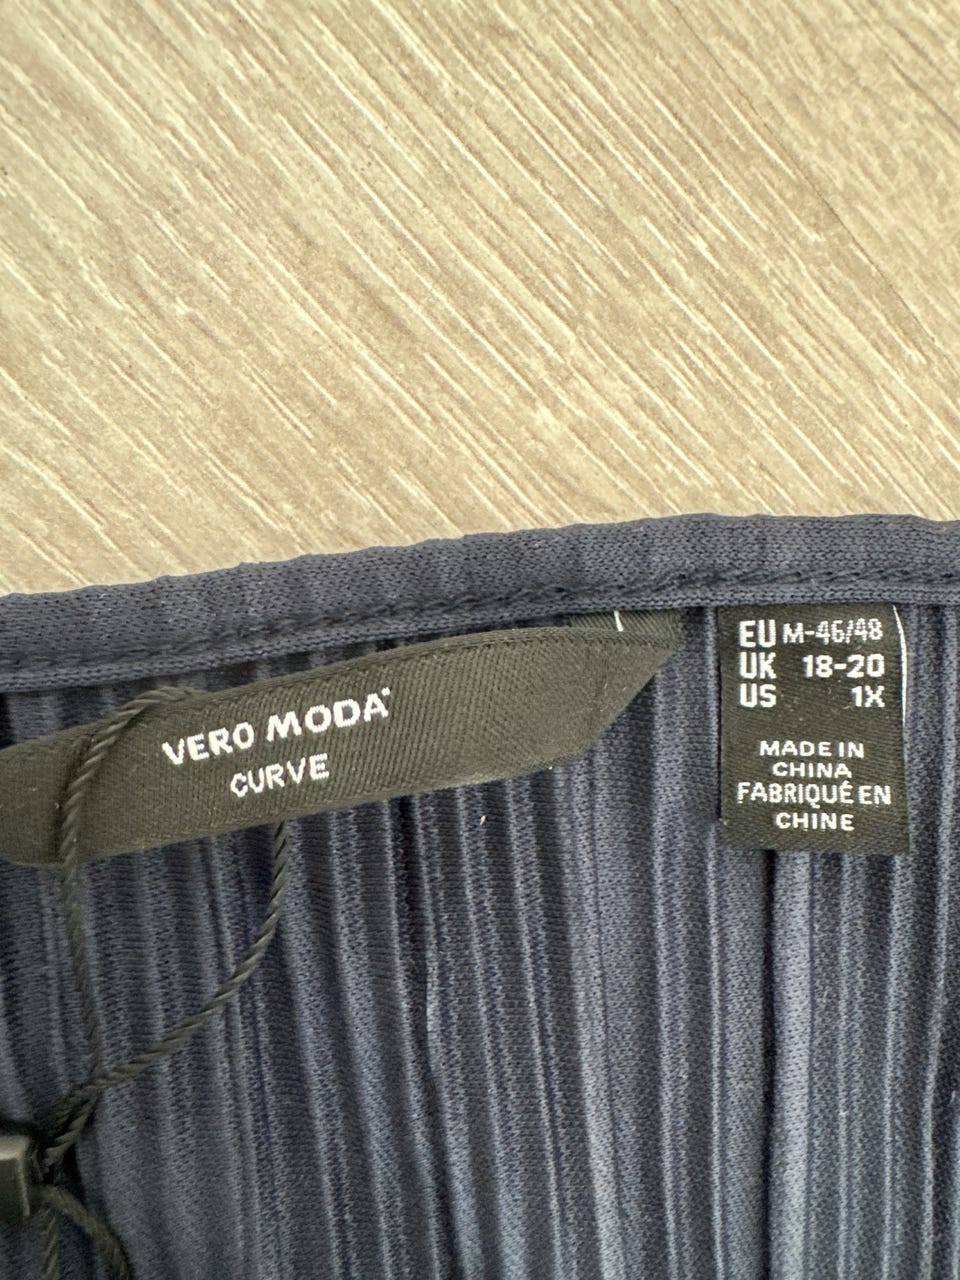 VERO MODA
CURVE
EU M-46/48
UK 18-20
US 1X
MADE IN
CHINA
FABRIQUÉ EN
CHINE